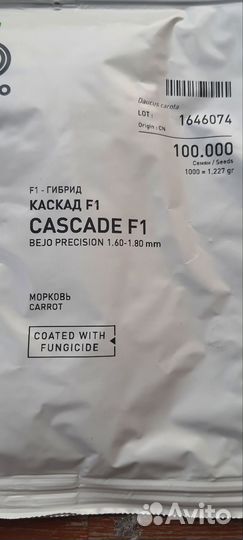 Daucus carota
LOT: 1646074
Origin: CN
100.000
Семян / Seeds
1000 = 1,227 gr
F1 - ГИБРИД
КАСКАД F1
CASCADE F1
BEJO PRECISION 1.60-1.80 mm
МОРКОВЬ
CARROT
COATED WITH
FUNGICIDE
Avito